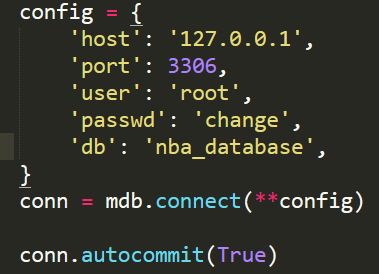 config = {
    'host': '127.0.0.1',
    'port': 3306,
    'user': 'root',
    'passwd': 'change',
    'db': 'nba_database',
}
conn = mdb.connect(**config)
conn.autocommit(True)